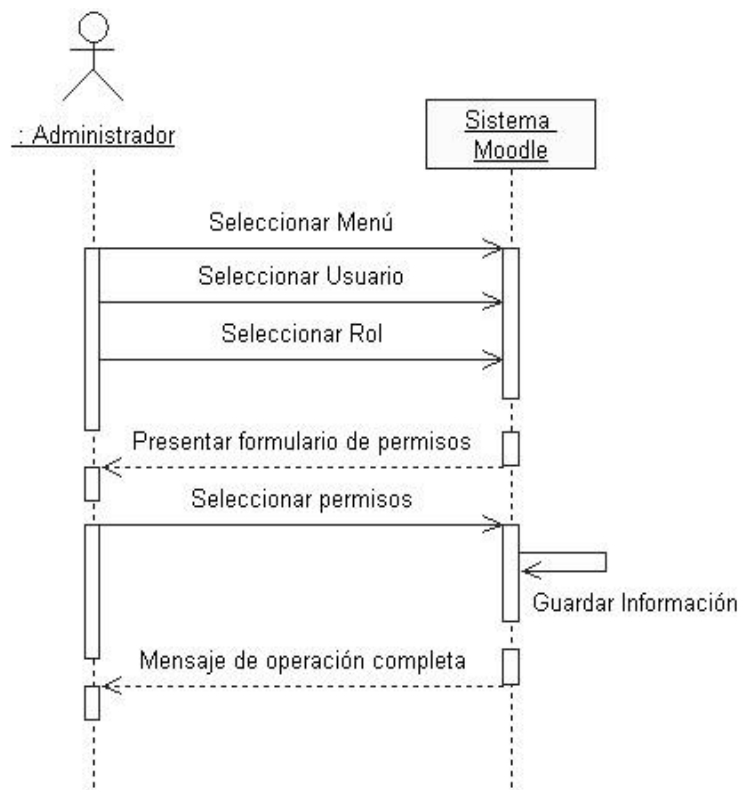 : Administrador
Sistema
Moodle
Seleccionar Menú
Seleccionar Usuario
Seleccionar Rol
Presentar formulario de permisos
Seleccionar permisos
Guardar Información
Mensaje de operación completa